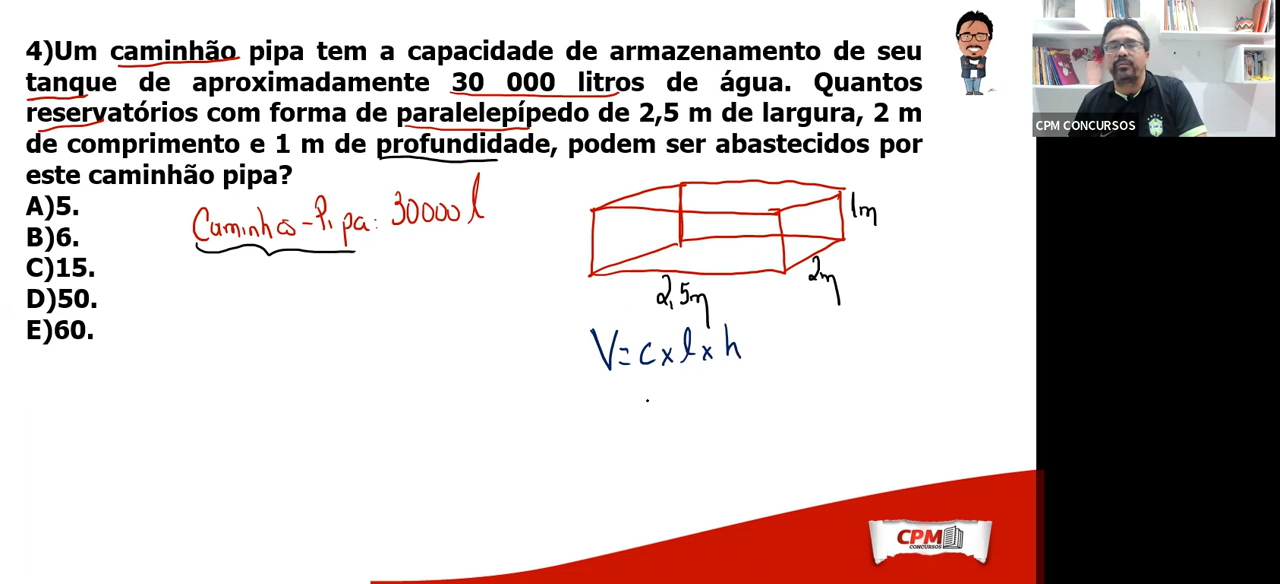 4)Um caminhão pipa tem a capacidade de armazenamento de seu
tanque de aproximadamente 30 000 litros de água. Quantos
reservatórios com forma de paralelepípedo de 2,5 m de largura, 2 m
de comprimento e 1 m de profundidade, podem ser abastecidos por
este caminhão pipa?
A)5.
B)6.
C)15.
D)50.
E)60.
Caminhão-Pipa: 30000 l
1m
2m
2,5m
V=c×l×h
CPM CONCURSOS
CPM
CONCURSOS